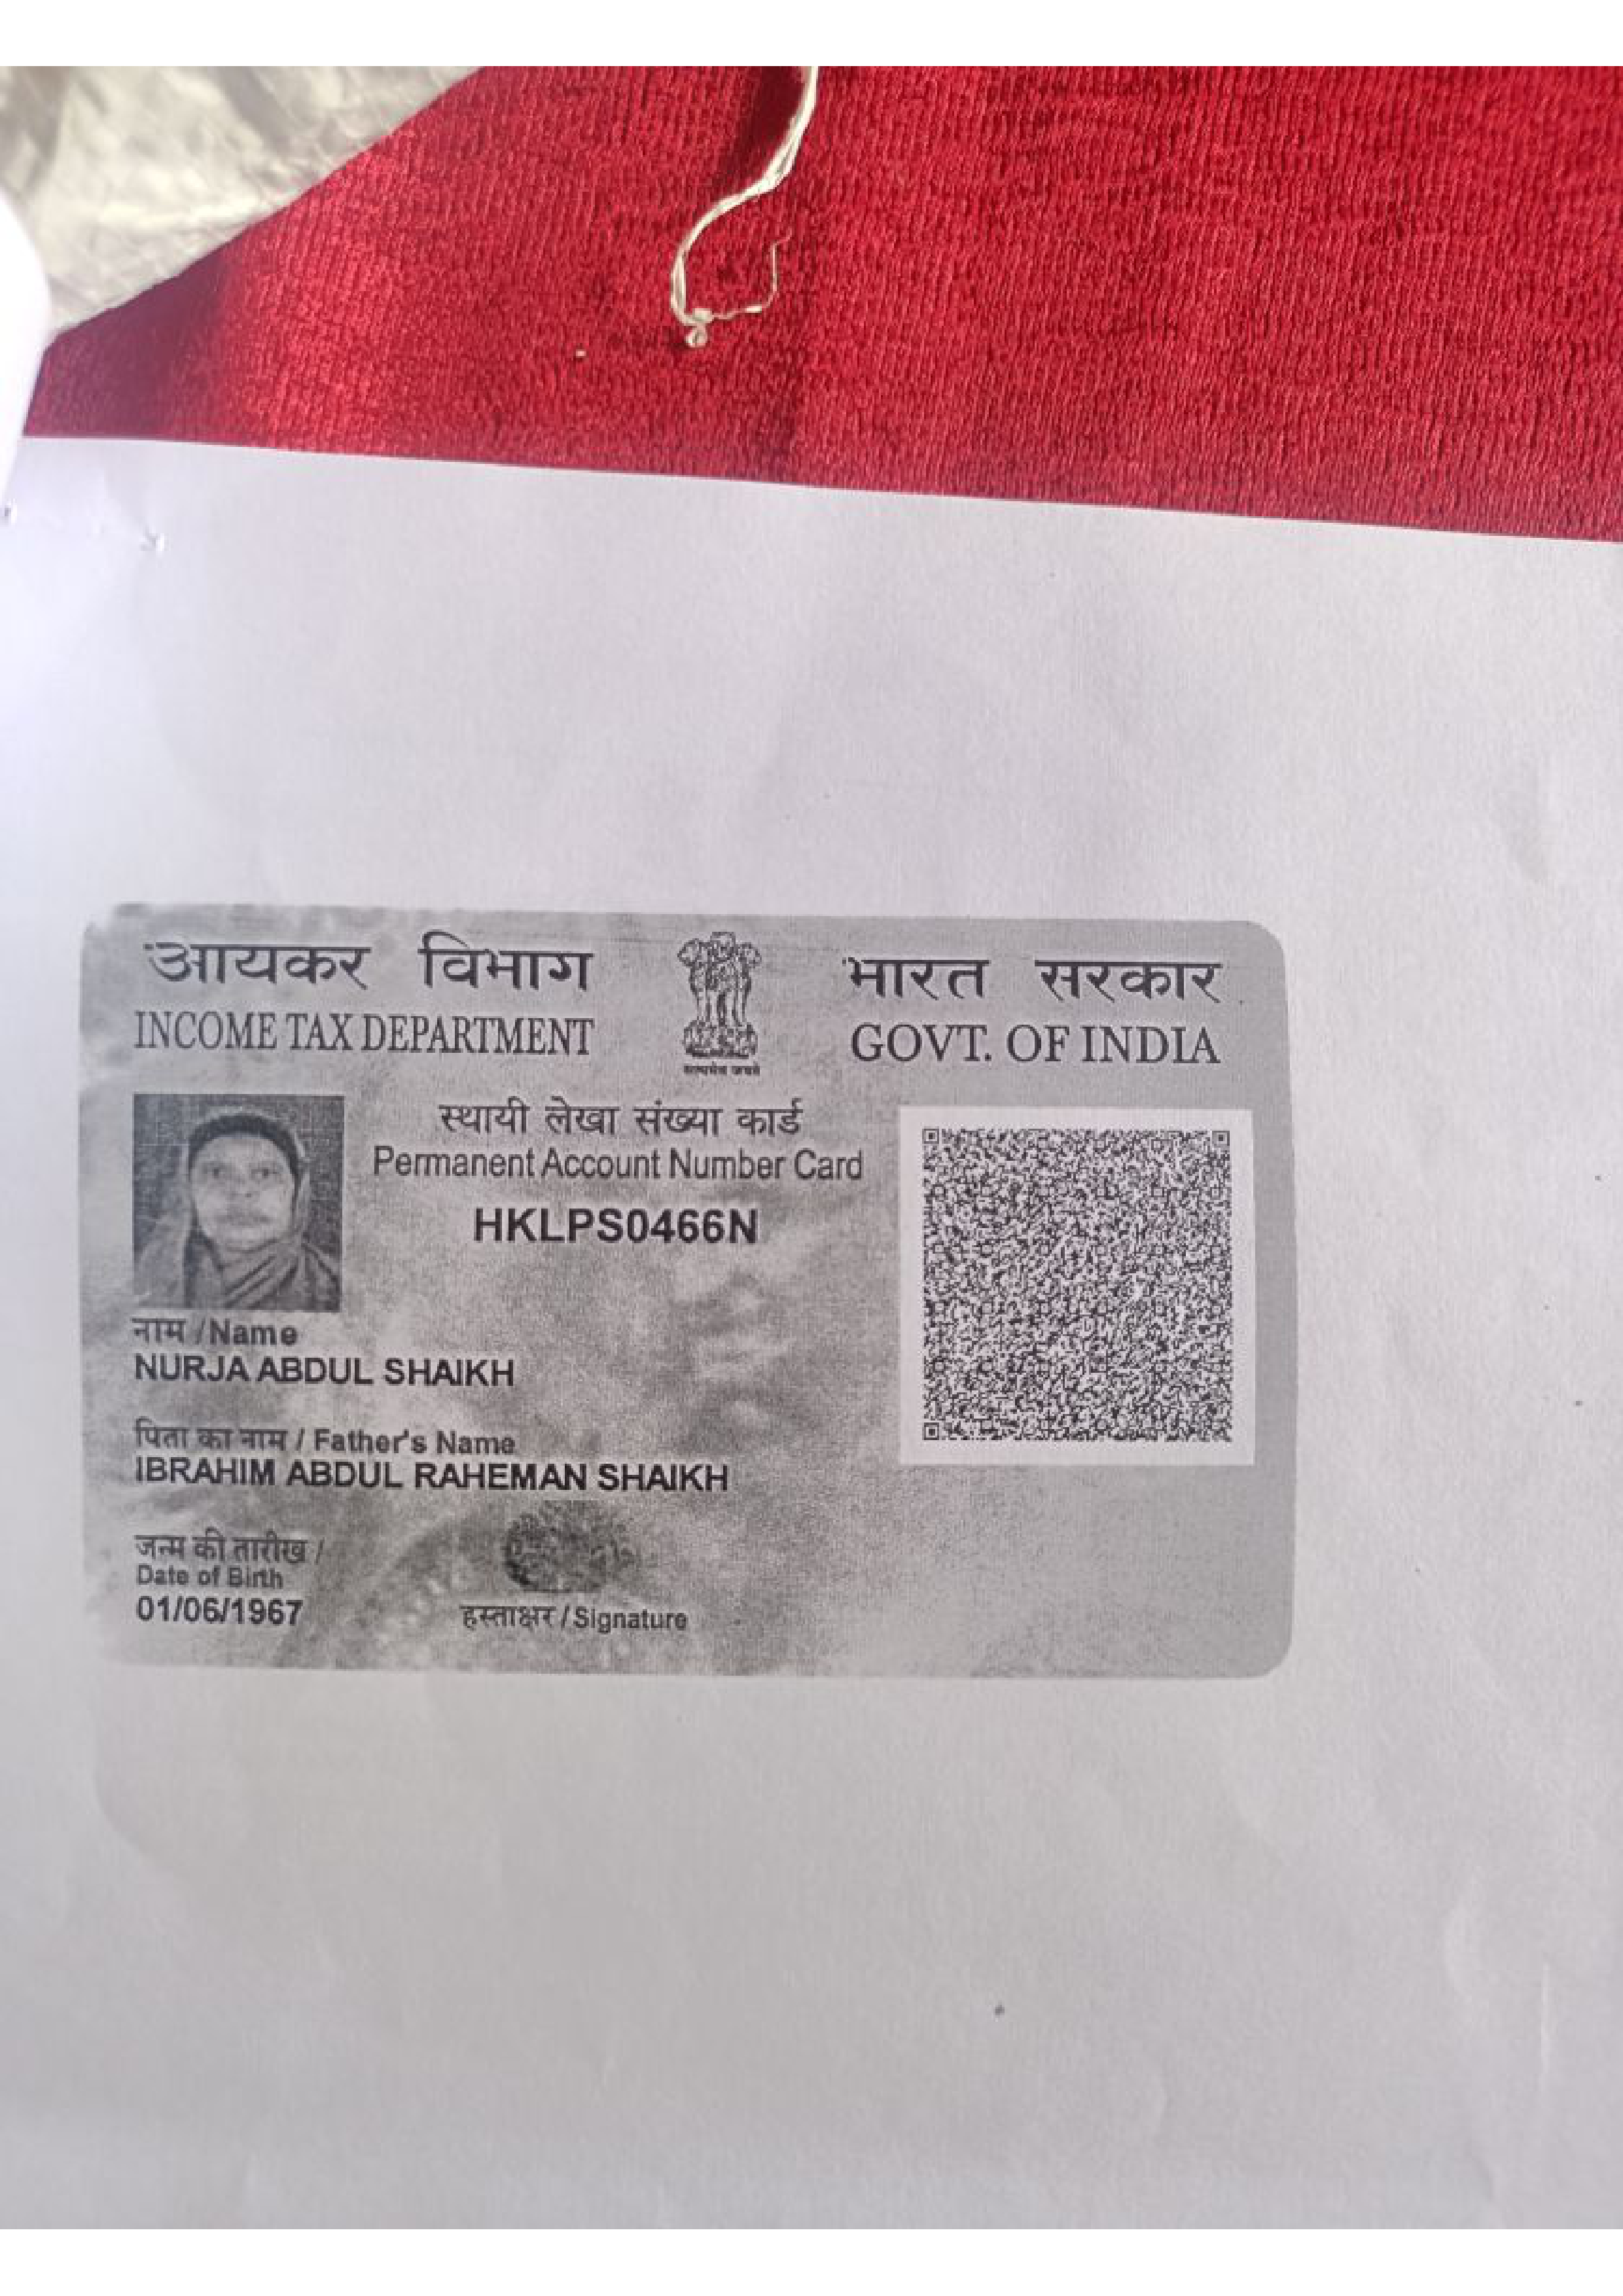 आयकर विभाग
INCOME TAX DEPARTMENT
सत्यमेव जयते
भारत सरकार
GOVT. OF INDIA
स्थायी लेखा संख्या कार्ड
Permanent Account Number Card
HKLPS0466N
नाम / Name
NURJA ABDUL SHAIKH
पिता का नाम / Father's Name
IBRAHIM ABDUL RAHEMAN SHAIKH
जन्म की तारीख /
Date of Birth
01/06/1967
हस्ताक्षर / Signature